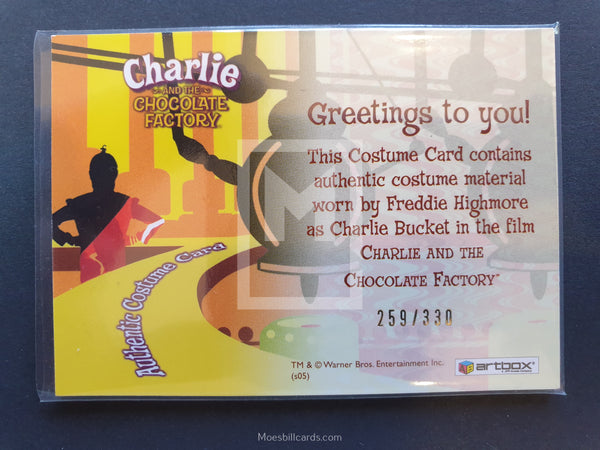 Charlie
AND THE
CHOCOLATE
FACTORY
Greetings to you!
This Costume Card contains
authentic costume material
worn by Freddie Highmore
as Charlie Bucket in the film
CHARLIE AND THE
CHOCOLATE FACTORY™
259/330
Authentic Costume Card
TM & © Warner Bros. Entertainment Inc.
(s05)
artbox
Moesbillcards.com